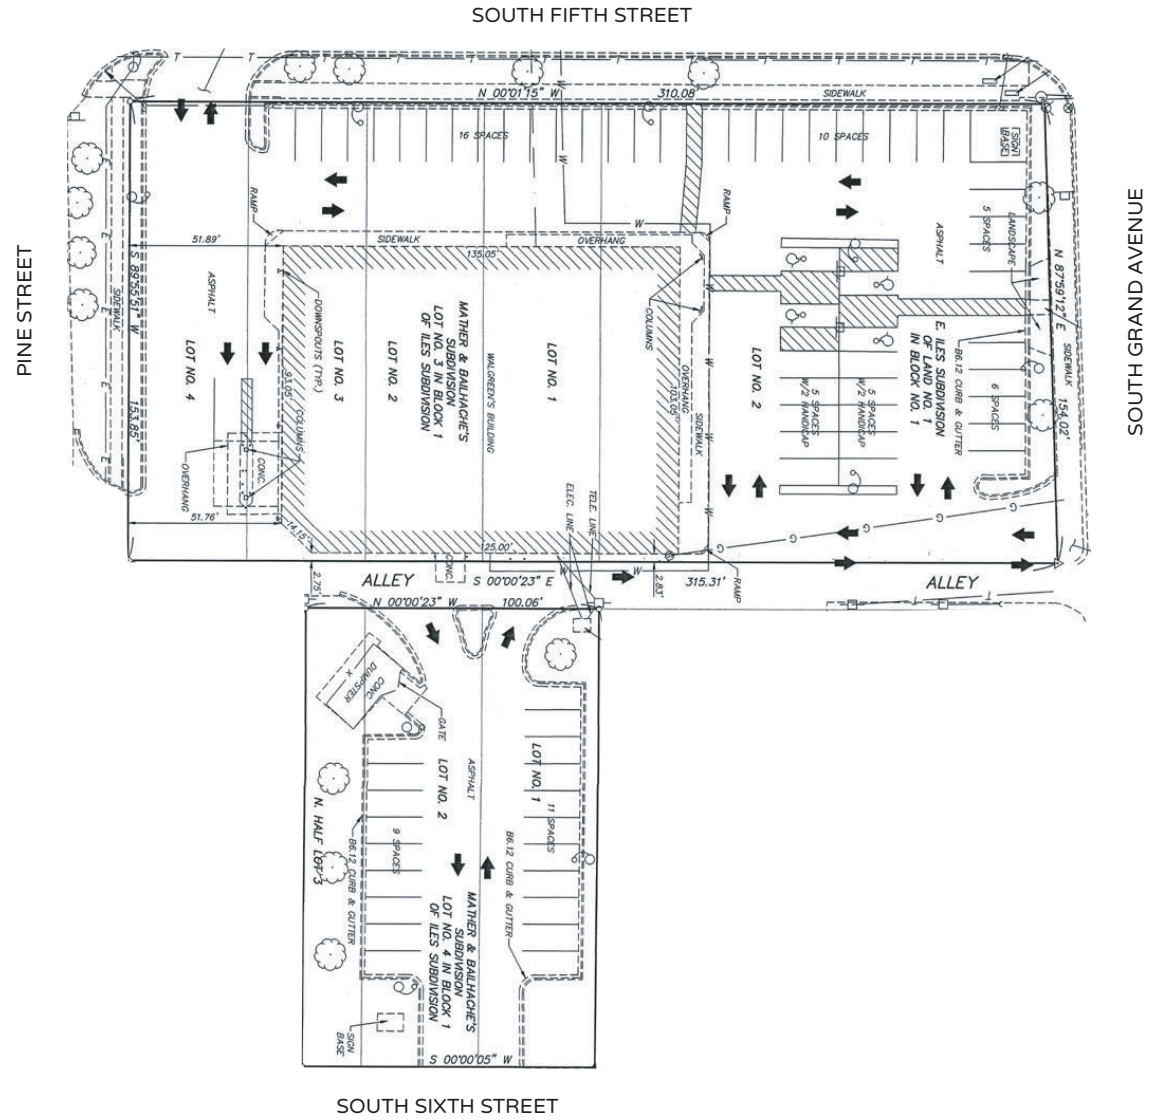 SOUTH FIFTH STREET
N 00°01'15" W
310.08'
SIDEWALK
16 SPACES
10 SPACES
SIGN
BASE
RAMP
RAMP
SIDEWALK
OVERHANG
135.05'
51.89'
PINE STREET
SOUTH GRAND AVENUE
SIDEWALK
S 89°55'51" W
153.85'
ASPHALT
LOT NO. 4
DOWNSPOUTS (TYP.)
93.05'
COLUMNS
LOT NO. 3
LOT NO. 2
MATHER & BAILHACHE'S
SUBDIVISION
LOT NO. 3 IN BLOCK 1
OF ILES SUBDIVISION
WALGREEN'S BUILDING
LOT NO. 1
COLUMNS
OVERHANG
103.05'
SIDEWALK
LOT NO. 2
5 SPACES
W/2 HANDICAP
5 SPACES
W/2 HANDICAP
E. ILES SUBDIVISION
OF LAND NO. 1
IN BLOCK NO. 1
ASPHALT
5 SPACES
LANDSCAPE
B6.12 CURB & GUTTER
6 SPACES
N 87°59'12" E
154.02'
SIDEWALK
OVERHANG
CONC.
51.76'
14.15'
125.00'
ELEC. LINE
TELE. LINE
2.75'
ALLEY
CONC.
S 00°00'23" E
2.83'
315.31'
RAMP
ALLEY
N 00°00'23" W
100.06'
CONC.
DUMPSTER
GATE
LOT NO. 2
ASPHALT
LOT NO. 1
11 SPACES
9 SPACES
N. HALF LOT 3
B6.12 CURB & GUTTER
B6.12 CURB & GUTTER
MATHER & BAILHACHE'S
SUBDIVISION
LOT NO. 4 IN BLOCK 1
OF ILES SUBDIVISION
SIGN
BASE
S 00°00'05" W
SOUTH SIXTH STREET